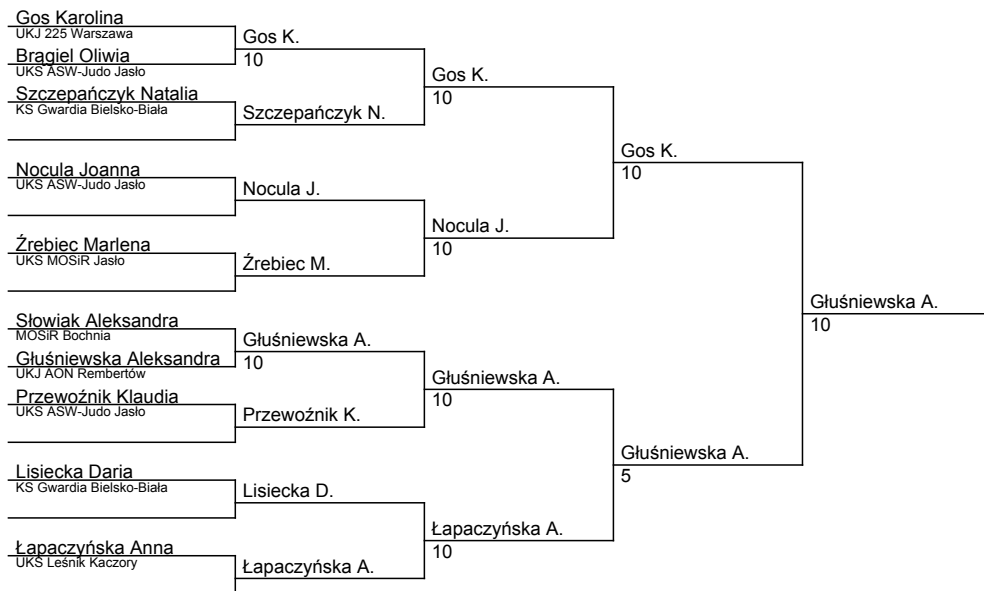 Gos Karolina
UKJ 225 Warszawa
Brągiel Oliwia
UKS ASW-Judo Jasło
Szczepańczyk Natalia
KS Gwardia Bielsko-Biała
Nocula Joanna
UKS ASW-Judo Jasło
Źrebiec Marlena
UKS MOSiR Jasło
Słowiak Aleksandra
MOSiR Bochnia
Głuśniewska Aleksandra
UKJ AON Rembertów
Przewoźnik Klaudia
UKS ASW-Judo Jasło
Lisiecka Daria
KS Gwardia Bielsko-Biała
Łapaczyńska Anna
UKS Leśnik Kaczory
Gos K.
10
Szczepańczyk N.
Nocula J.
Źrebiec M.
Głuśniewska A.
10
Przewoźnik K.
Lisiecka D.
Łapaczyńska A.
Gos K.
10
Nocula J.
10
Głuśniewska A.
10
Łapaczyńska A.
10
Gos K.
10
Głuśniewska A.
5
Głuśniewska A.
10